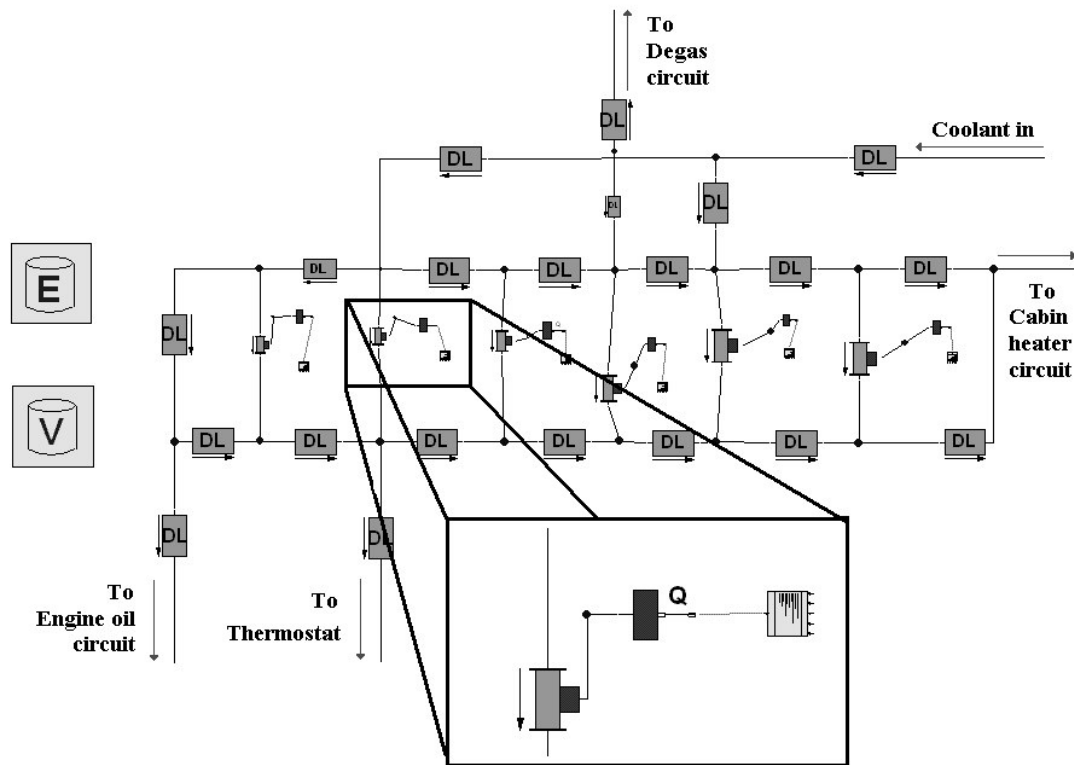 To
Degas
circuit
DL
Coolant in
DL
DL
DL
DL
E
DL
DL
DL
DL
DL
DL
To
Cabin
heater
circuit
DL
V
DL
DL
DL
DL
DL
DL
DL
DL
DL
To
Engine oil
circuit
To
Thermostat
Q